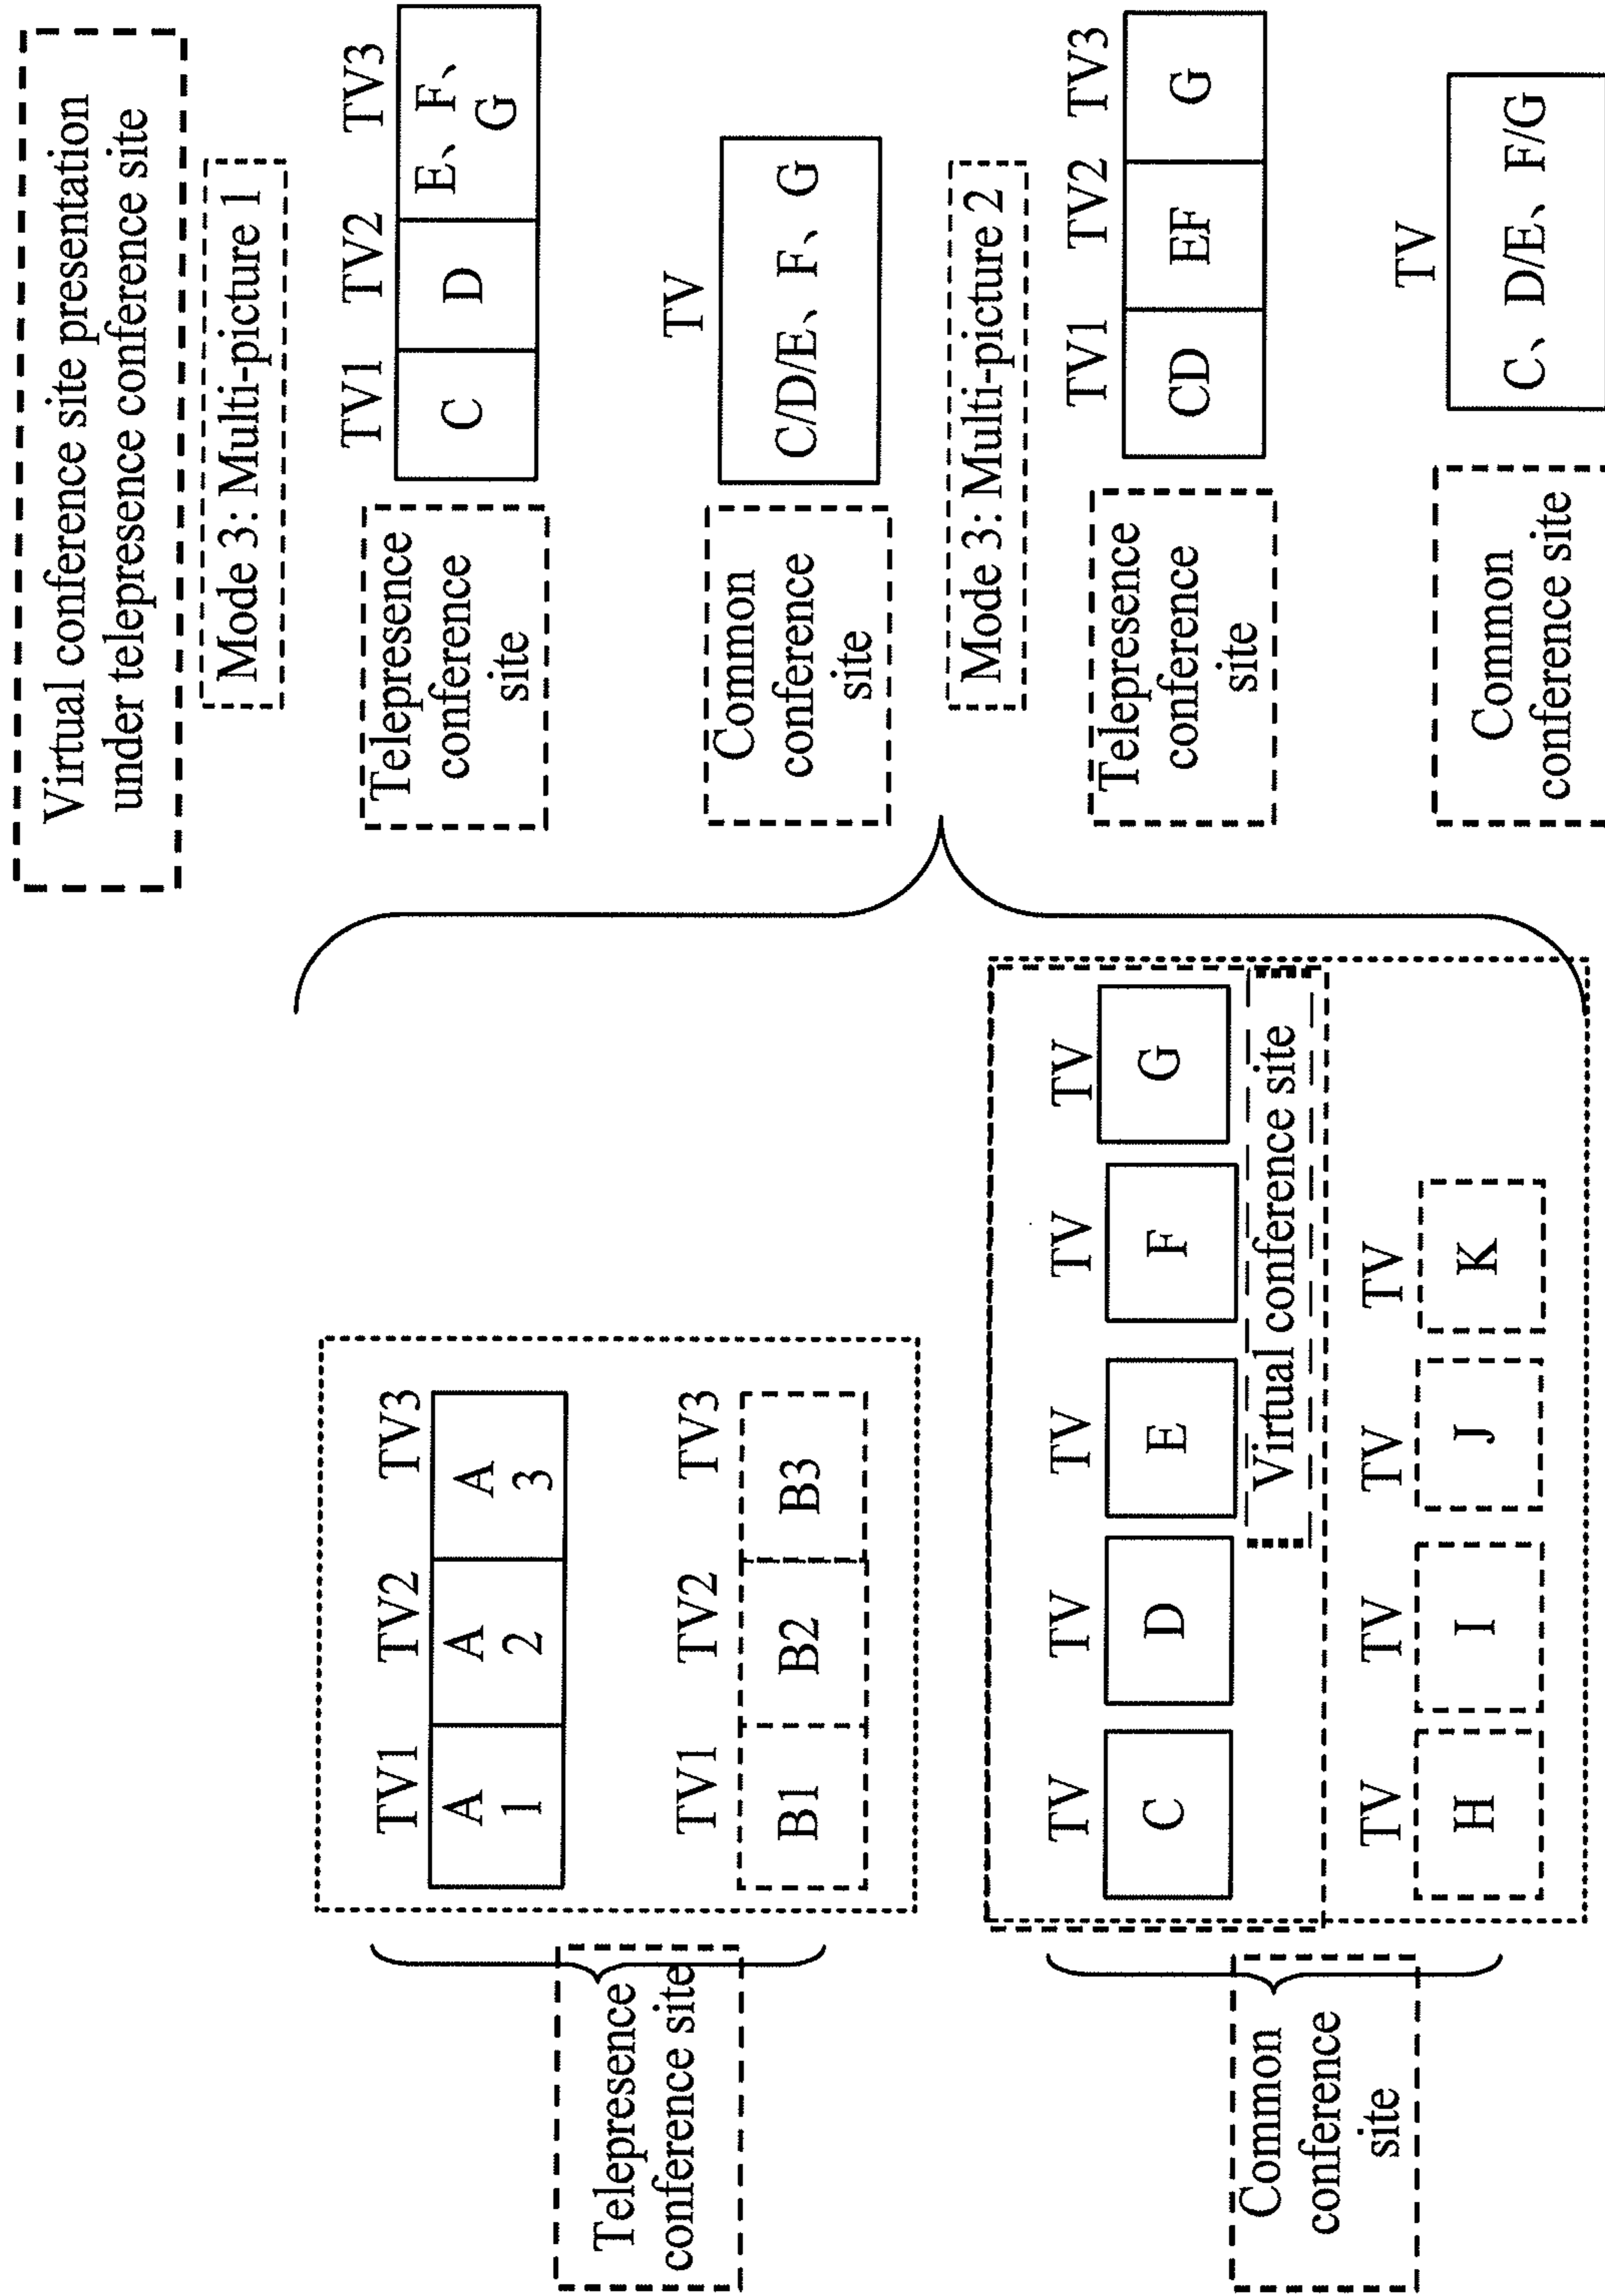 Virtual conference site presentation
under telepresence conference site
Mode 3: Multi-picture 1
TV1 TV2 TV3
Telepresence
conference
site
C D E、F、
G
TV
Common
conference
site
C/D/E、F、G
Mode 3: Multi-picture 2
TV1 TV2 TV3
Telepresence
conference
site
CD EF G
TV
Common
conference site
C、D/E、F/G
Telepresence
conference site
TV1 TV2 TV3
A A A
1 2 3
TV1 TV2 TV3
B1 B2 B3
Common
conference
site
TV TV TV TV TV
C D E F G
Virtual conference site
TV TV TV TV
H I J K